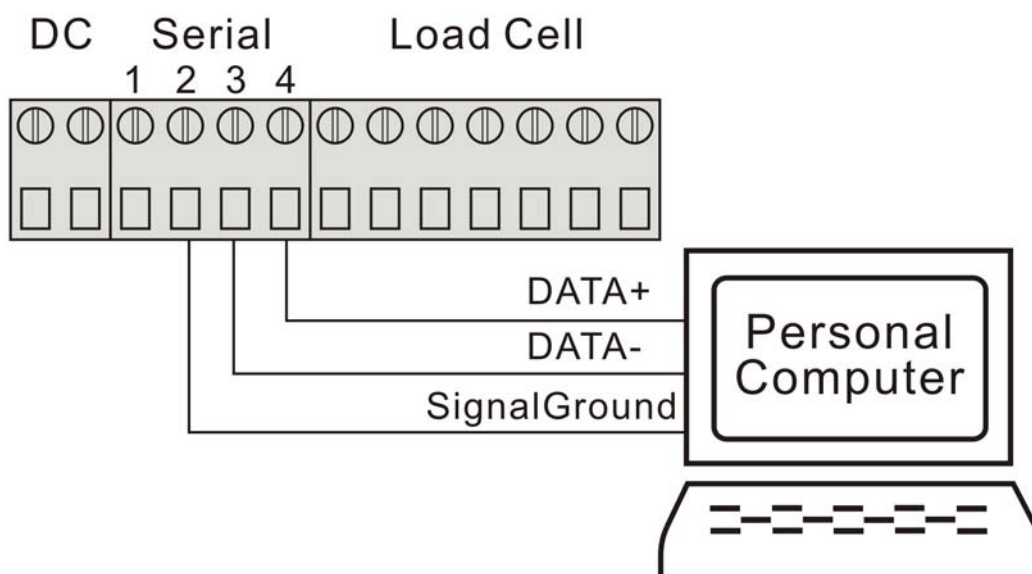 DC Serial Load Cell
1 2 3 4
DATA+
DATA-
SignalGround
Personal
Computer